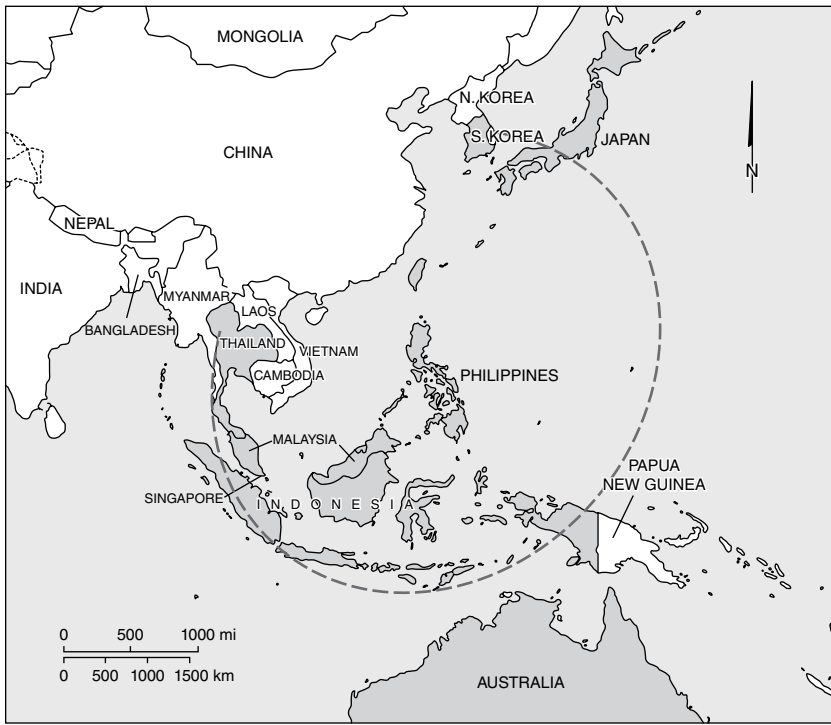 MONGOLIA
N. KOREA
S. KOREA
JAPAN
CHINA
N
NEPAL
INDIA
MYANMAR
LAOS
BANGLADESH
THAILAND
VIETNAM
CAMBODIA
PHILIPPINES
MALAYSIA
PAPUA
NEW GUINEA
SINGAPORE
INDONESIA
0 500 1000 mi
0 500 1000 1500 km
AUSTRALIA